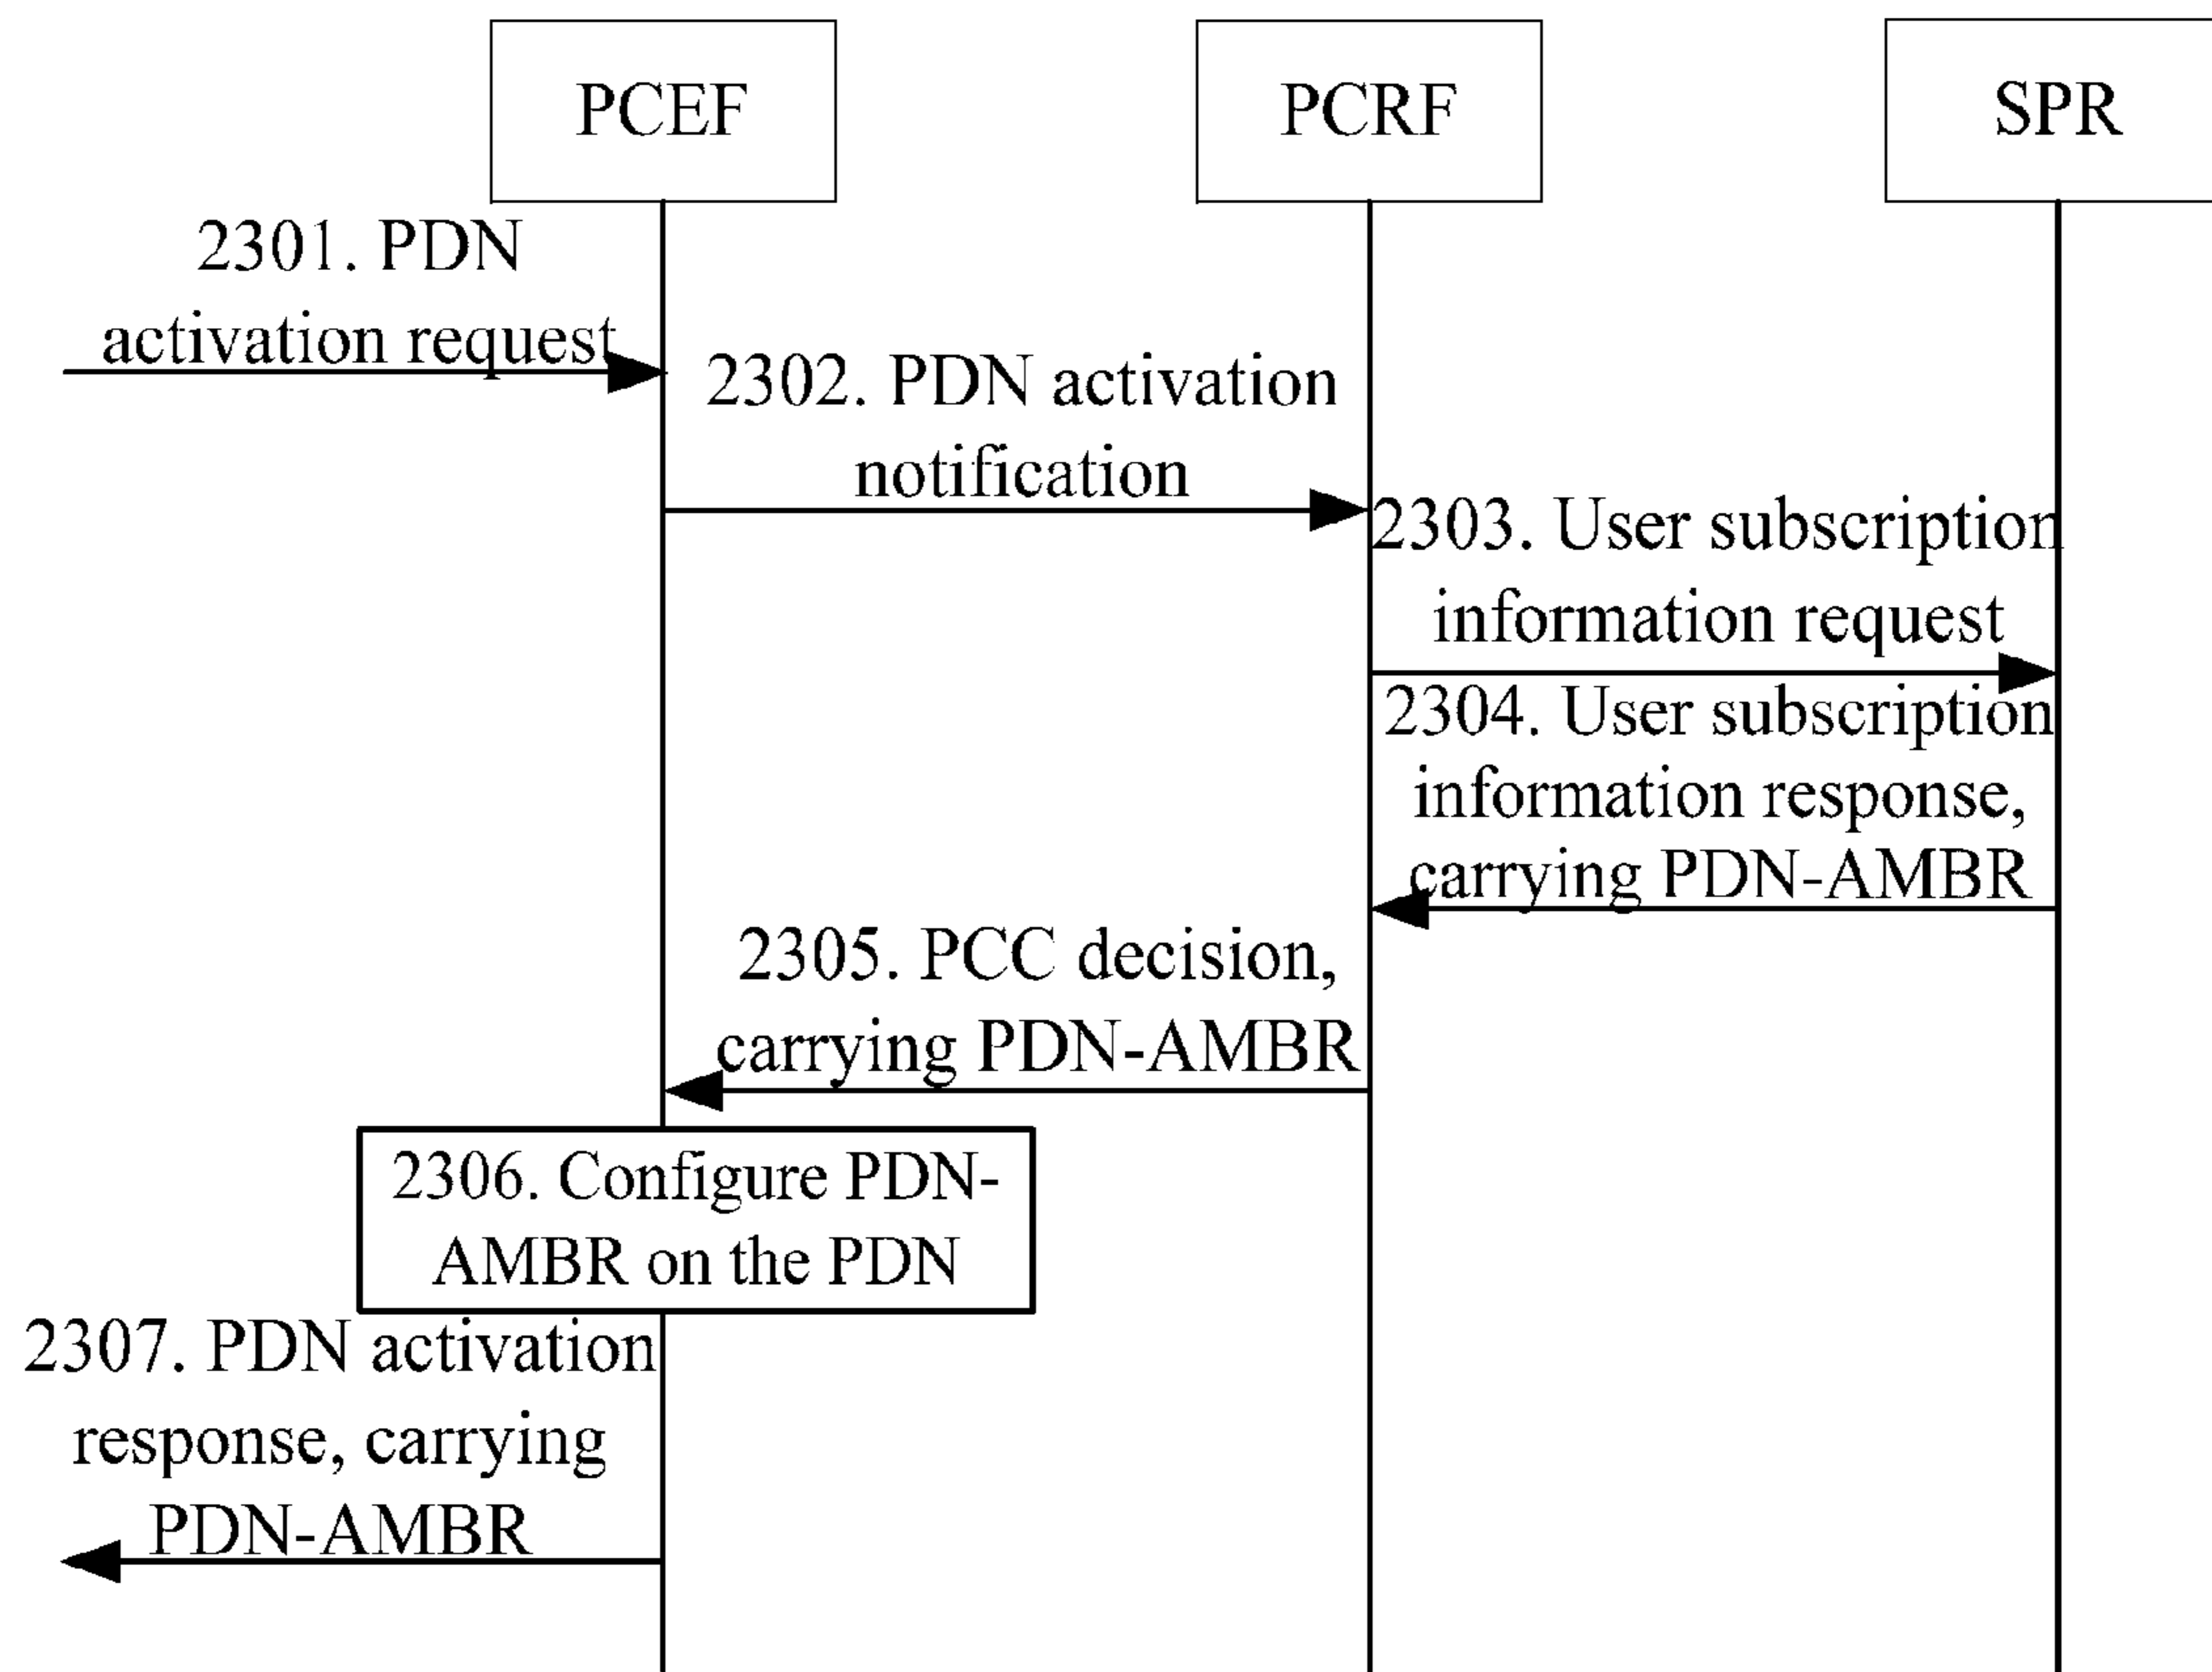 PCEF
PCRF
SPR
2301. PDN
activation request
2302. PDN activation
notification
2303. User subscription
information request
2304. User subscription
information response,
carrying PDN-AMBR
2305. PCC decision,
carrying PDN-AMBR
2306. Configure PDN-
AMBR on the PDN
2307. PDN activation
response, carrying
PDN-AMBR